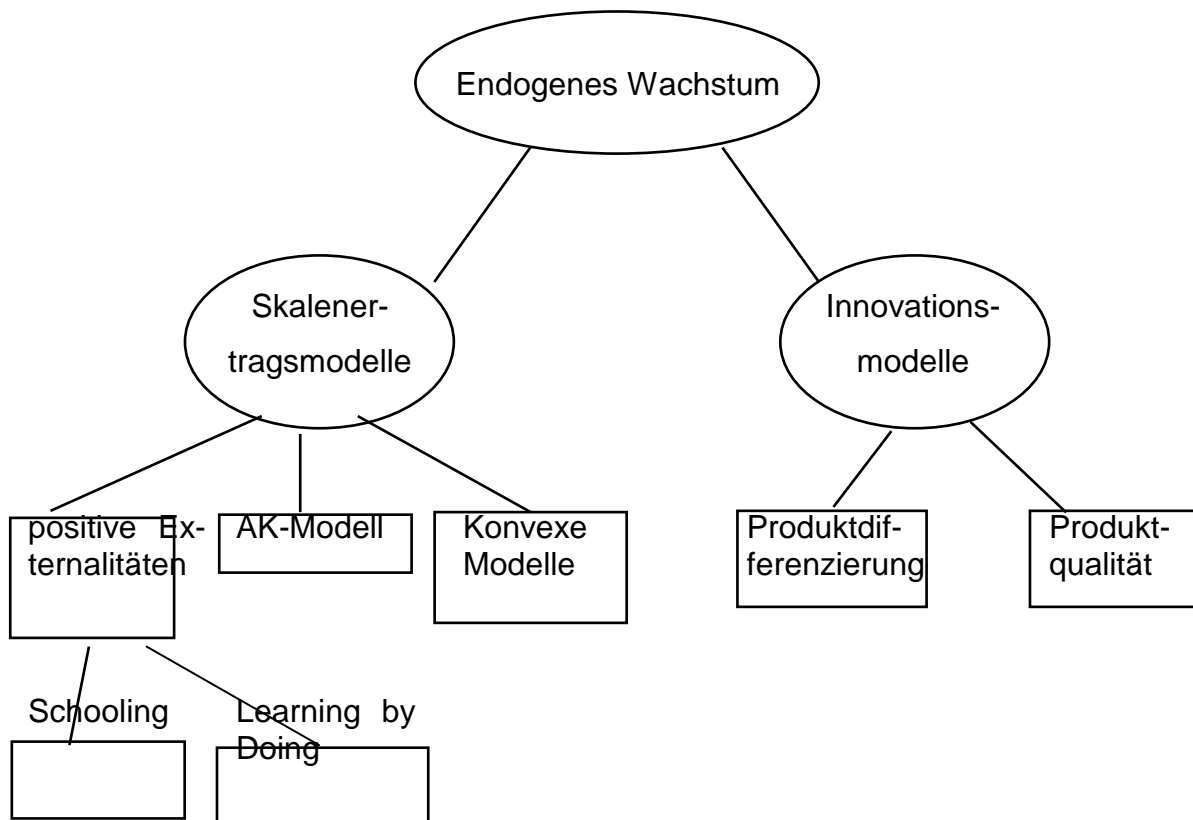 Endogenes Wachstum
Skalener-
tragsmodelle
Innovations-
modelle
positive Ex-
ternalitäten
AK-Modell
Konvexe
Modelle
Produktdif-
ferenzierung
Produkt-
qualität
Schooling
Learning by
Doing